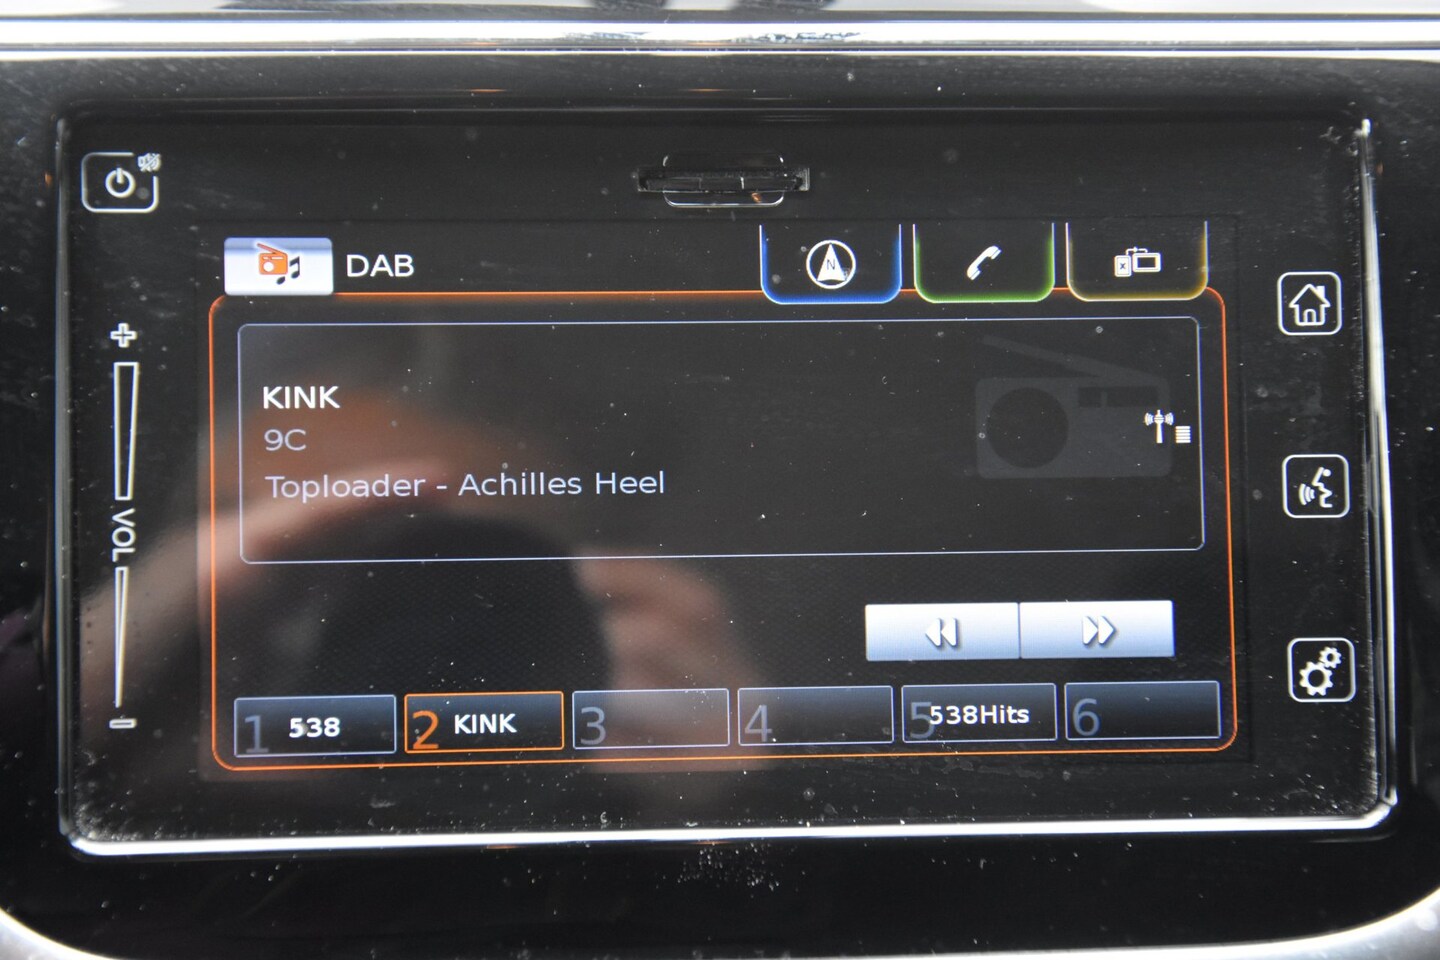 DAB
N
KINK
9C
Toploader - Achilles Heel
VOL
1 538
2 KINK
3
4
5 538Hits
6